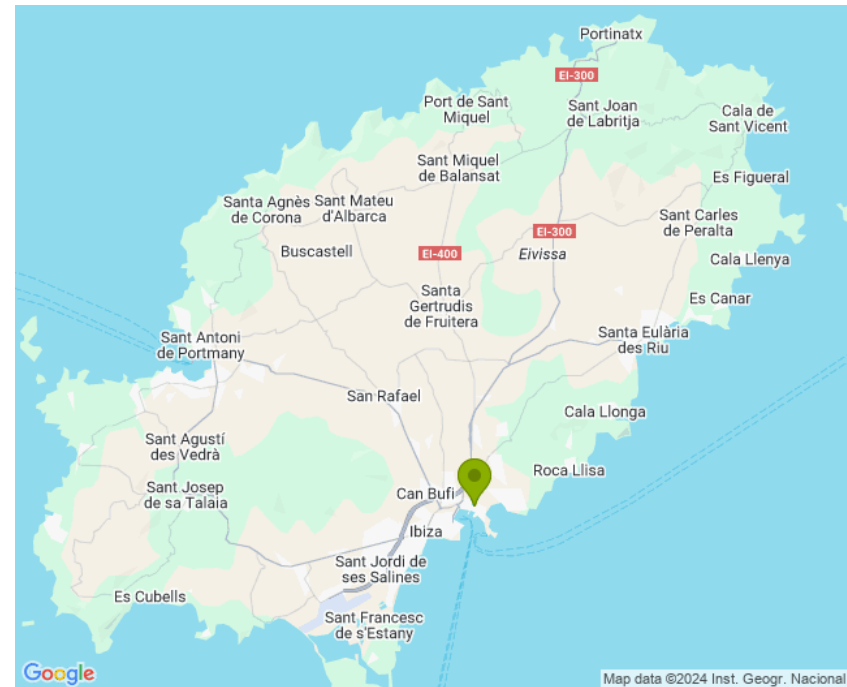 Portinatx
EI-300
Port de Sant
Miquel
Sant Joan
de Labritja
Cala de
Sant Vicent
Sant Miquel
de Balansat
Es Figueral
Santa Agnès
de Corona
Sant Mateu
d'Albarca
Sant Carles
de Peralta
EI-300
Buscastell
EI-400
Eivissa
Cala Llenya
Santa
Gertrudis
de Fruitera
Es Canar
Sant Antoni
de Portmany
Santa Eulària
des Riu
San Rafael
Cala Llonga
Sant Agustí
des Vedrà
Roca Llisa
Sant Josep
de sa Talaia
Can Bufi
Ibiza
Sant Jordi de
ses Salines
Es Cubells
Sant Francesc
de s'Estany
Google
Map data ©2024 Inst. Geogr. Nacional